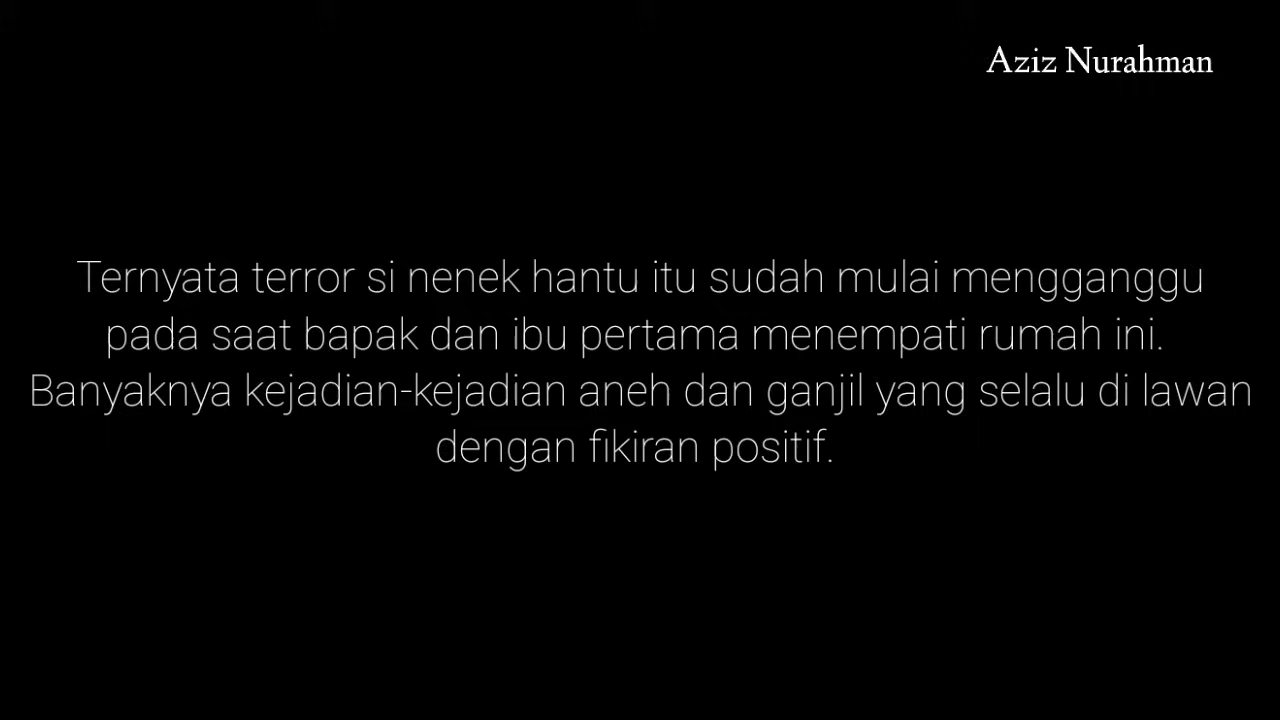 Aziz Nurahman
Ternyata terror si nenek hantu itu sudah mulai mengganggu
pada saat bapak dan ibu pertama menempati rumah ini.
Banyaknya kejadian-kejadian aneh dan ganjil yang selalu di lawan
dengan fikiran positif.